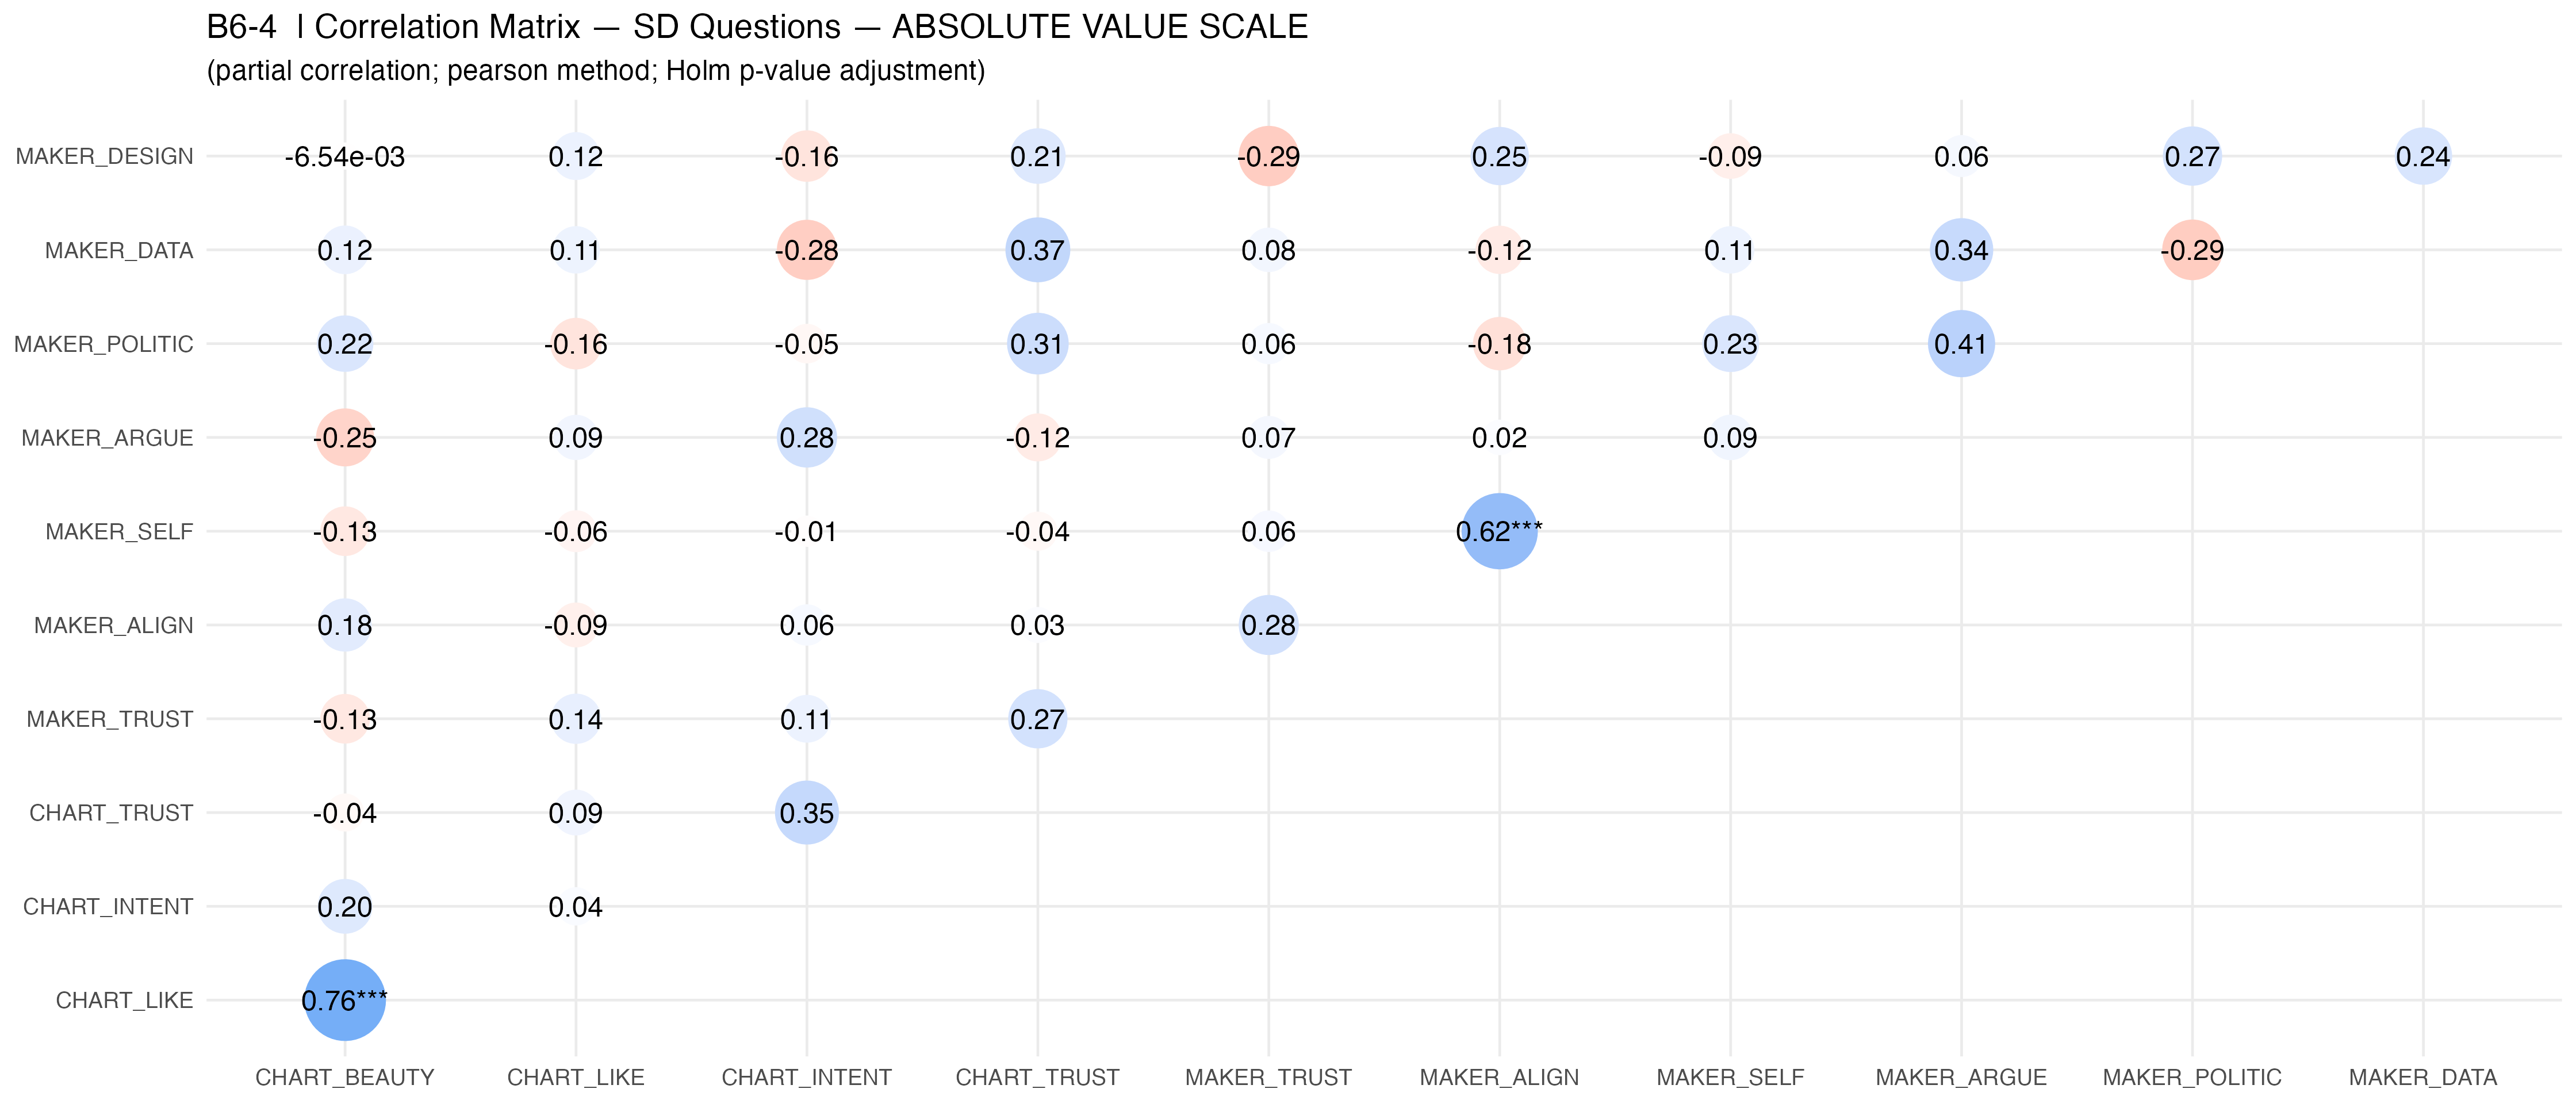 B6-4 | Correlation Matrix — SD Questions — ABSOLUTE VALUE SCALE
(partial correlation; pearson method; Holm p-value adjustment)
MAKER_DESIGN -6.54e-03 0.12 -0.16 0.21 -0.29 0.25 -0.09 0.06 0.27 0.24
MAKER_DATA 0.12 0.11 -0.28 0.37 0.08 -0.12 0.11 0.34 -0.29
MAKER_POLITIC 0.22 -0.16 -0.05 0.31 0.06 -0.18 0.23 0.41
MAKER_ARGUE -0.25 0.09 0.28 -0.12 0.07 0.02 0.09
MAKER_SELF -0.13 -0.06 -0.01 -0.04 0.06 0.62***
MAKER_ALIGN 0.18 -0.09 0.06 0.03 0.28
MAKER_TRUST -0.13 0.14 0.11 0.27
CHART_TRUST -0.04 0.09 0.35
CHART_INTENT 0.20 0.04
CHART_LIKE 0.76***
CHART_BEAUTY CHART_LIKE CHART_INTENT CHART_TRUST MAKER_TRUST MAKER_ALIGN MAKER_SELF MAKER_ARGUE MAKER_POLITIC MAKER_DATA